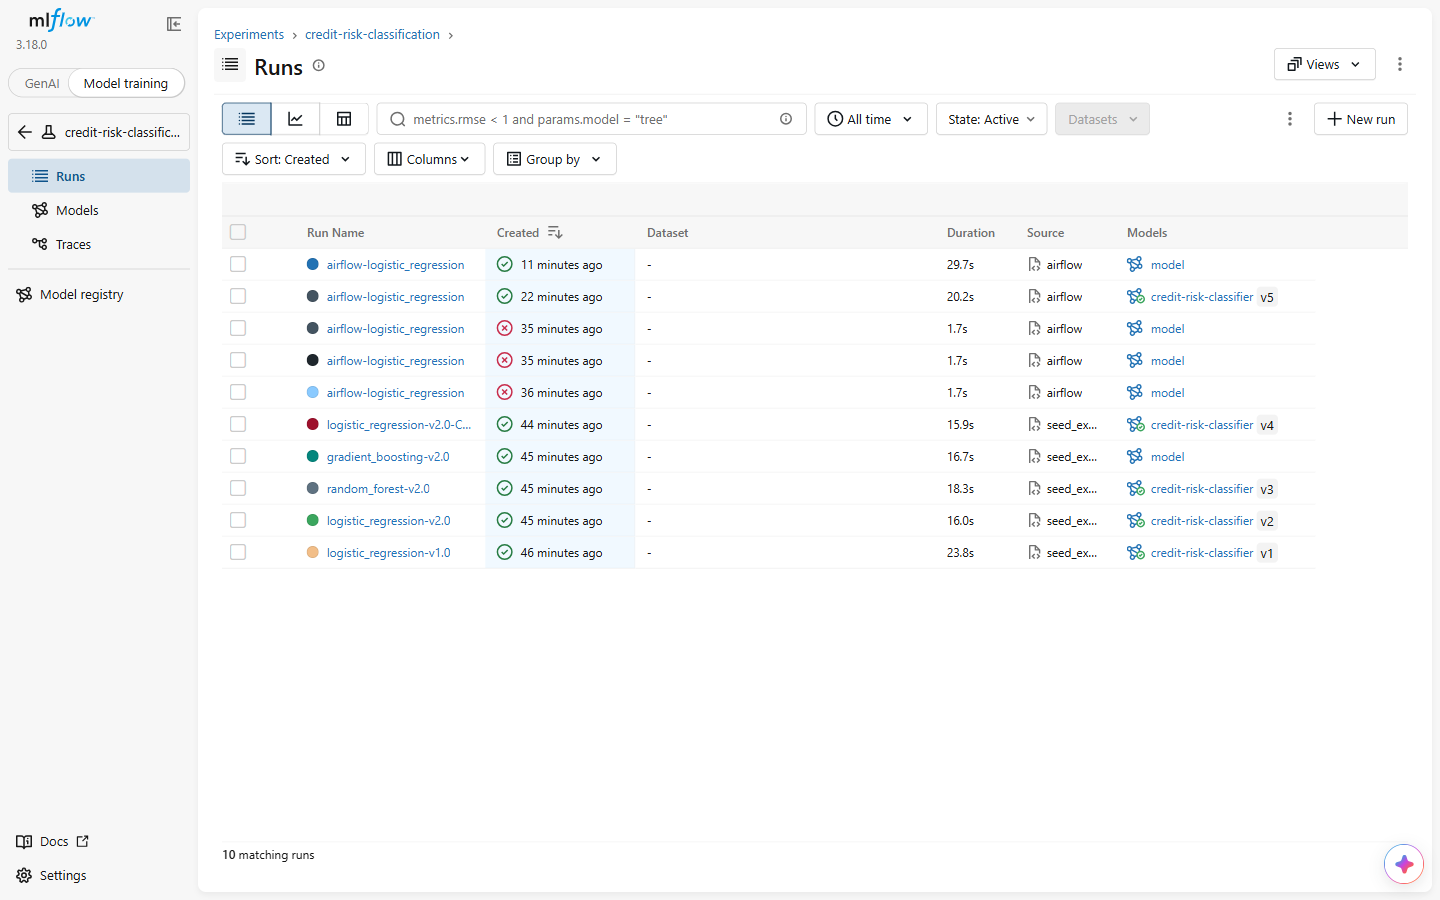 mlflow
3.18.0
GenAI Model training
credit-risk-classific...
Runs
Models
Traces
Model registry
Docs
Settings
Experiments › credit-risk-classification ›
Runs
Views
metrics.rmse < 1 and params.model = "tree"
All time
State: Active
Datasets
New run
Sort: Created
Columns
Group by
Run Name Created Dataset Duration Source Models
airflow-logistic_regression 11 minutes ago - 29.7s airflow model
airflow-logistic_regression 22 minutes ago - 20.2s airflow credit-risk-classifier v5
airflow-logistic_regression 35 minutes ago - 1.7s airflow model
airflow-logistic_regression 35 minutes ago - 1.7s airflow model
airflow-logistic_regression 36 minutes ago - 1.7s airflow model
logistic_regression-v2.0-C... 44 minutes ago - 15.9s seed_ex... credit-risk-classifier v4
gradient_boosting-v2.0 45 minutes ago - 16.7s seed_ex... model
random_forest-v2.0 45 minutes ago - 18.3s seed_ex... credit-risk-classifier v3
logistic_regression-v2.0 45 minutes ago - 16.0s seed_ex... credit-risk-classifier v2
logistic_regression-v1.0 46 minutes ago - 23.8s seed_ex... credit-risk-classifier v1
10 matching runs